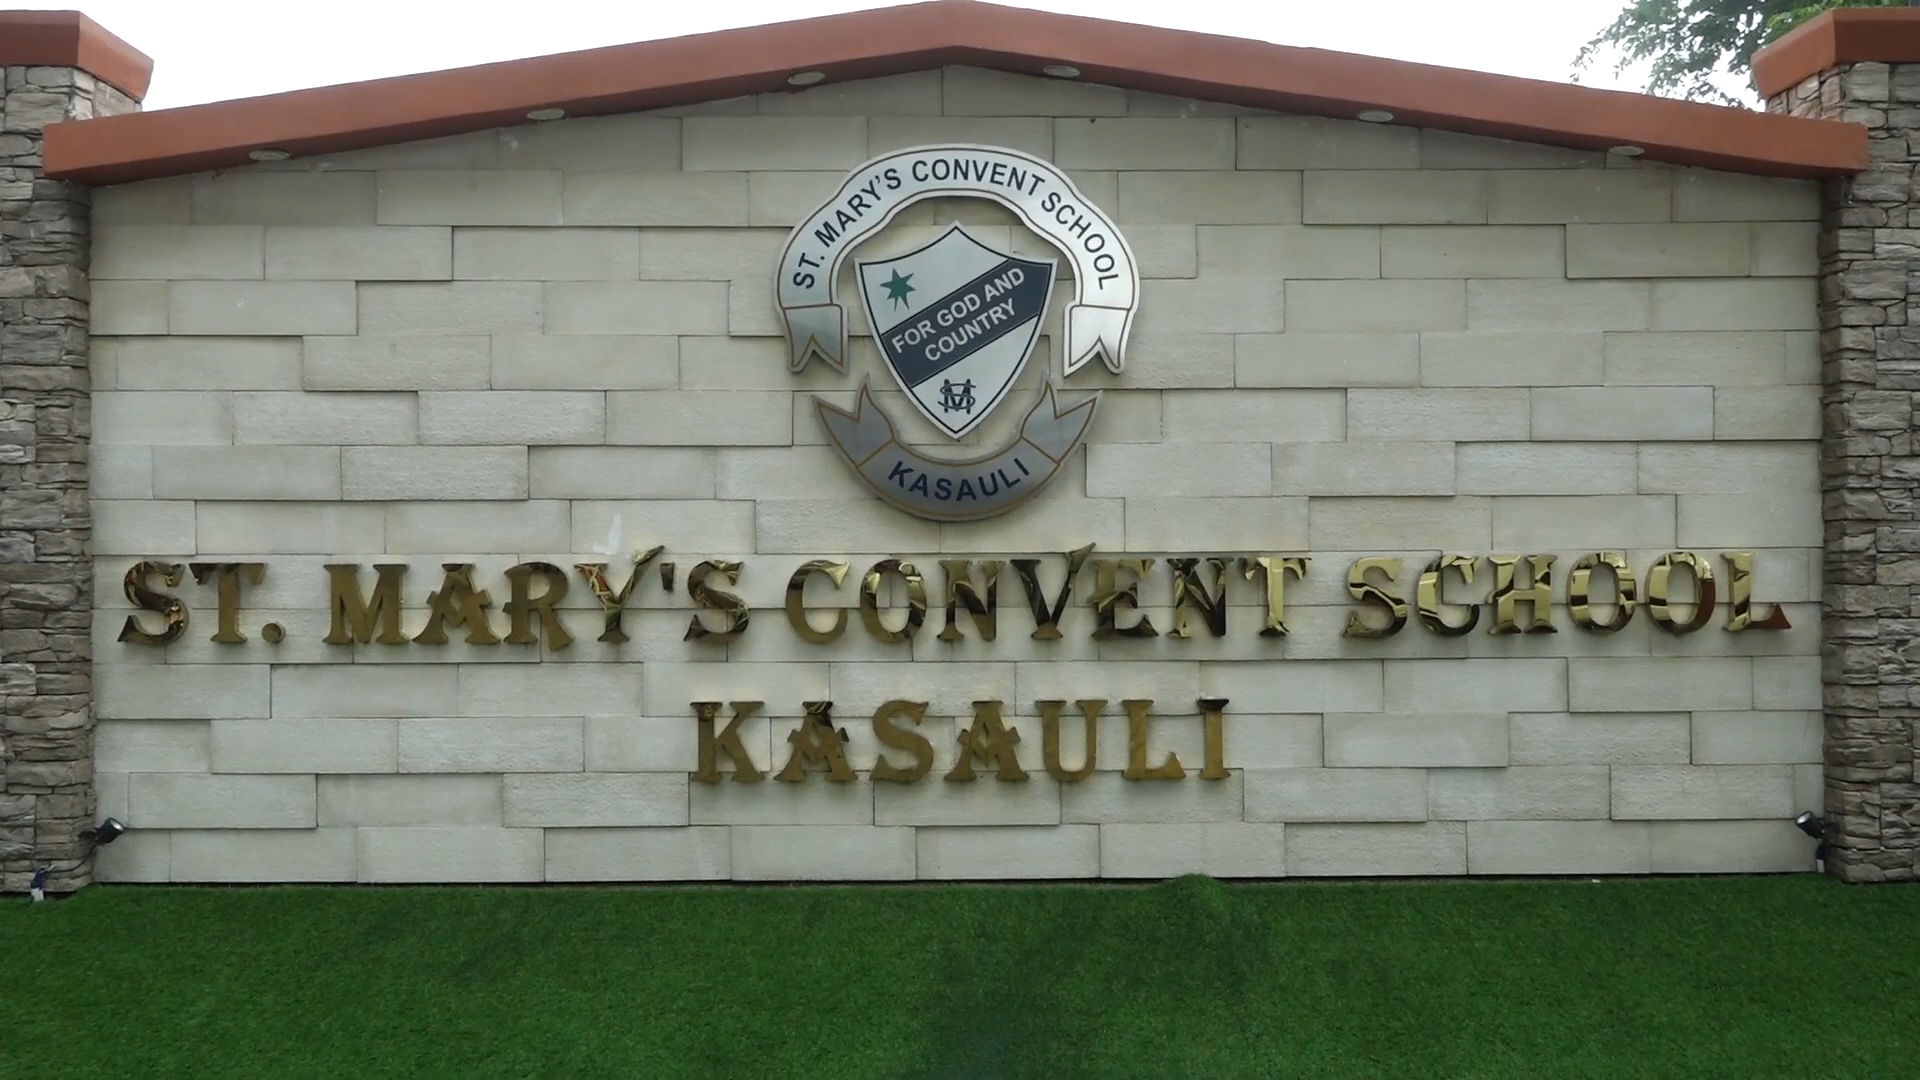 ST. MARY'S CONVENT SCHOOL
FOR GOD AND
COUNTRY
KASAULI
ST. MARY'S CONVENT SCHOOL
KASAULI